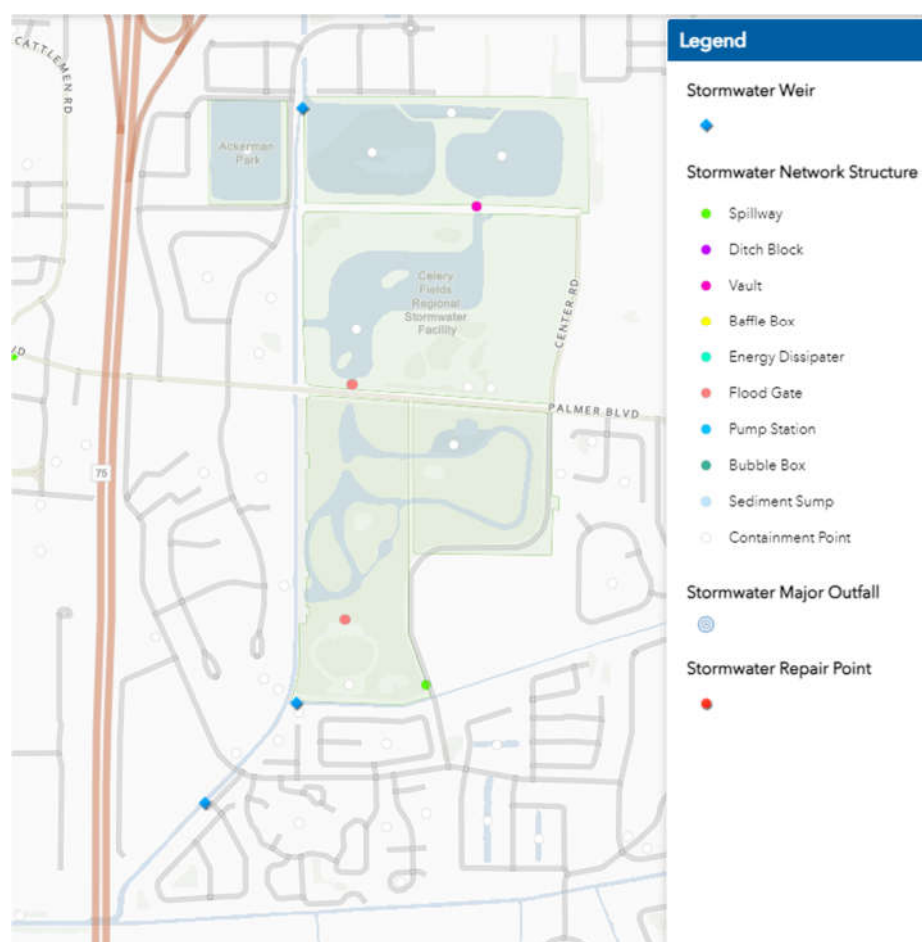 CATTLEMEN RD
Ackerman
Park
Celery
Fields
Regional
Stormwater
Facility
CENTER RD
VD
PALMER BLVD
75
Legend
Stormwater Weir
Stormwater Network Structure
Spillway
Ditch Block
Vault
Baffle Box
Energy Dissipater
Flood Gate
Pump Station
Bubble Box
Sediment Sump
Containment Point
Stormwater Major Outfall
Stormwater Repair Point